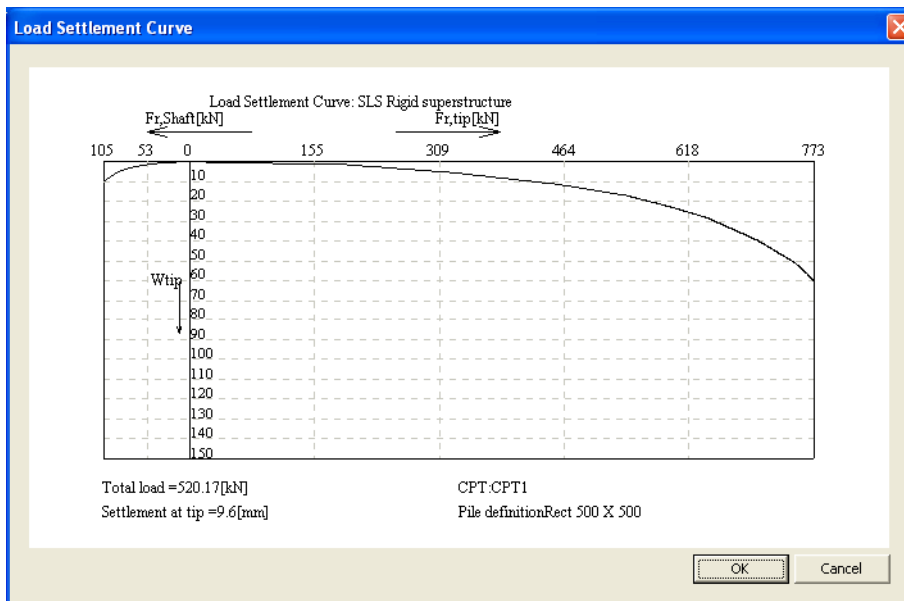 Load Settlement Curve
Load Settlement Curve: SLS Rigid superstructure
Fr,Shaft[kN] Fr,tip[kN]
105 53 0 155 309 464 618 773
10
20
30
40
50
60
Wtip
70
80
90
100
110
120
130
140
150
Total load =520.17[kN] CPT:CPT1
Settlement at tip =9.6[mm] Pile definitionRect 500 X 500
OK Cancel